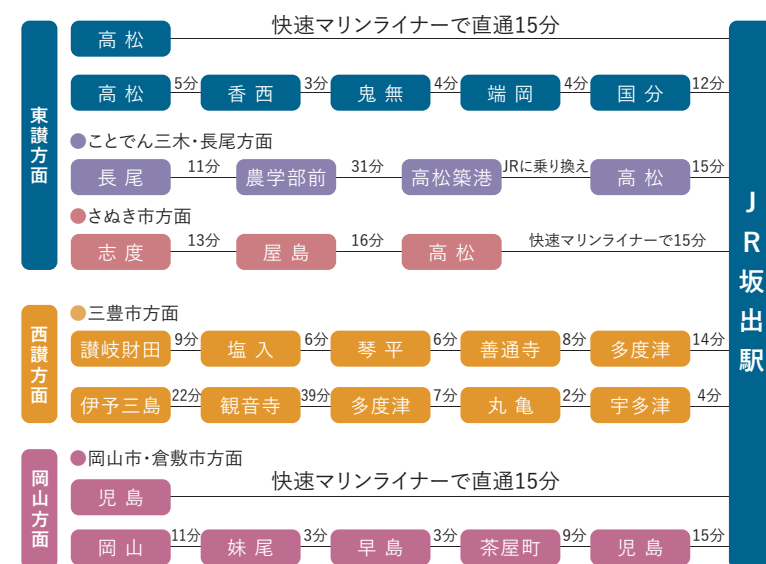 東讃方面
高松 快速マリンライナーで直通15分
高松 5分 香西 3分 鬼無 4分 端岡 4分 国分 12分
●ことでん三木・長尾方面
長尾 11分 農学部前 31分 高松築港 JRに乗り換え 高松 15分
●さぬき市方面
志度 13分 屋島 16分 高松 快速マリンライナーで15分
西讃方面
●三豊市方面
讃岐財田 9分 塩入 6分 琴平 6分 善通寺 8分 多度津 14分
伊予三島 22分 観音寺 39分 多度津 7分 丸亀 2分 宇多津 4分
岡山方面
●岡山市・倉敷市方面
児島 快速マリンライナーで直通15分
岡山 11分 妹尾 3分 早島 3分 茶屋町 9分 児島 15分
JR坂出駅